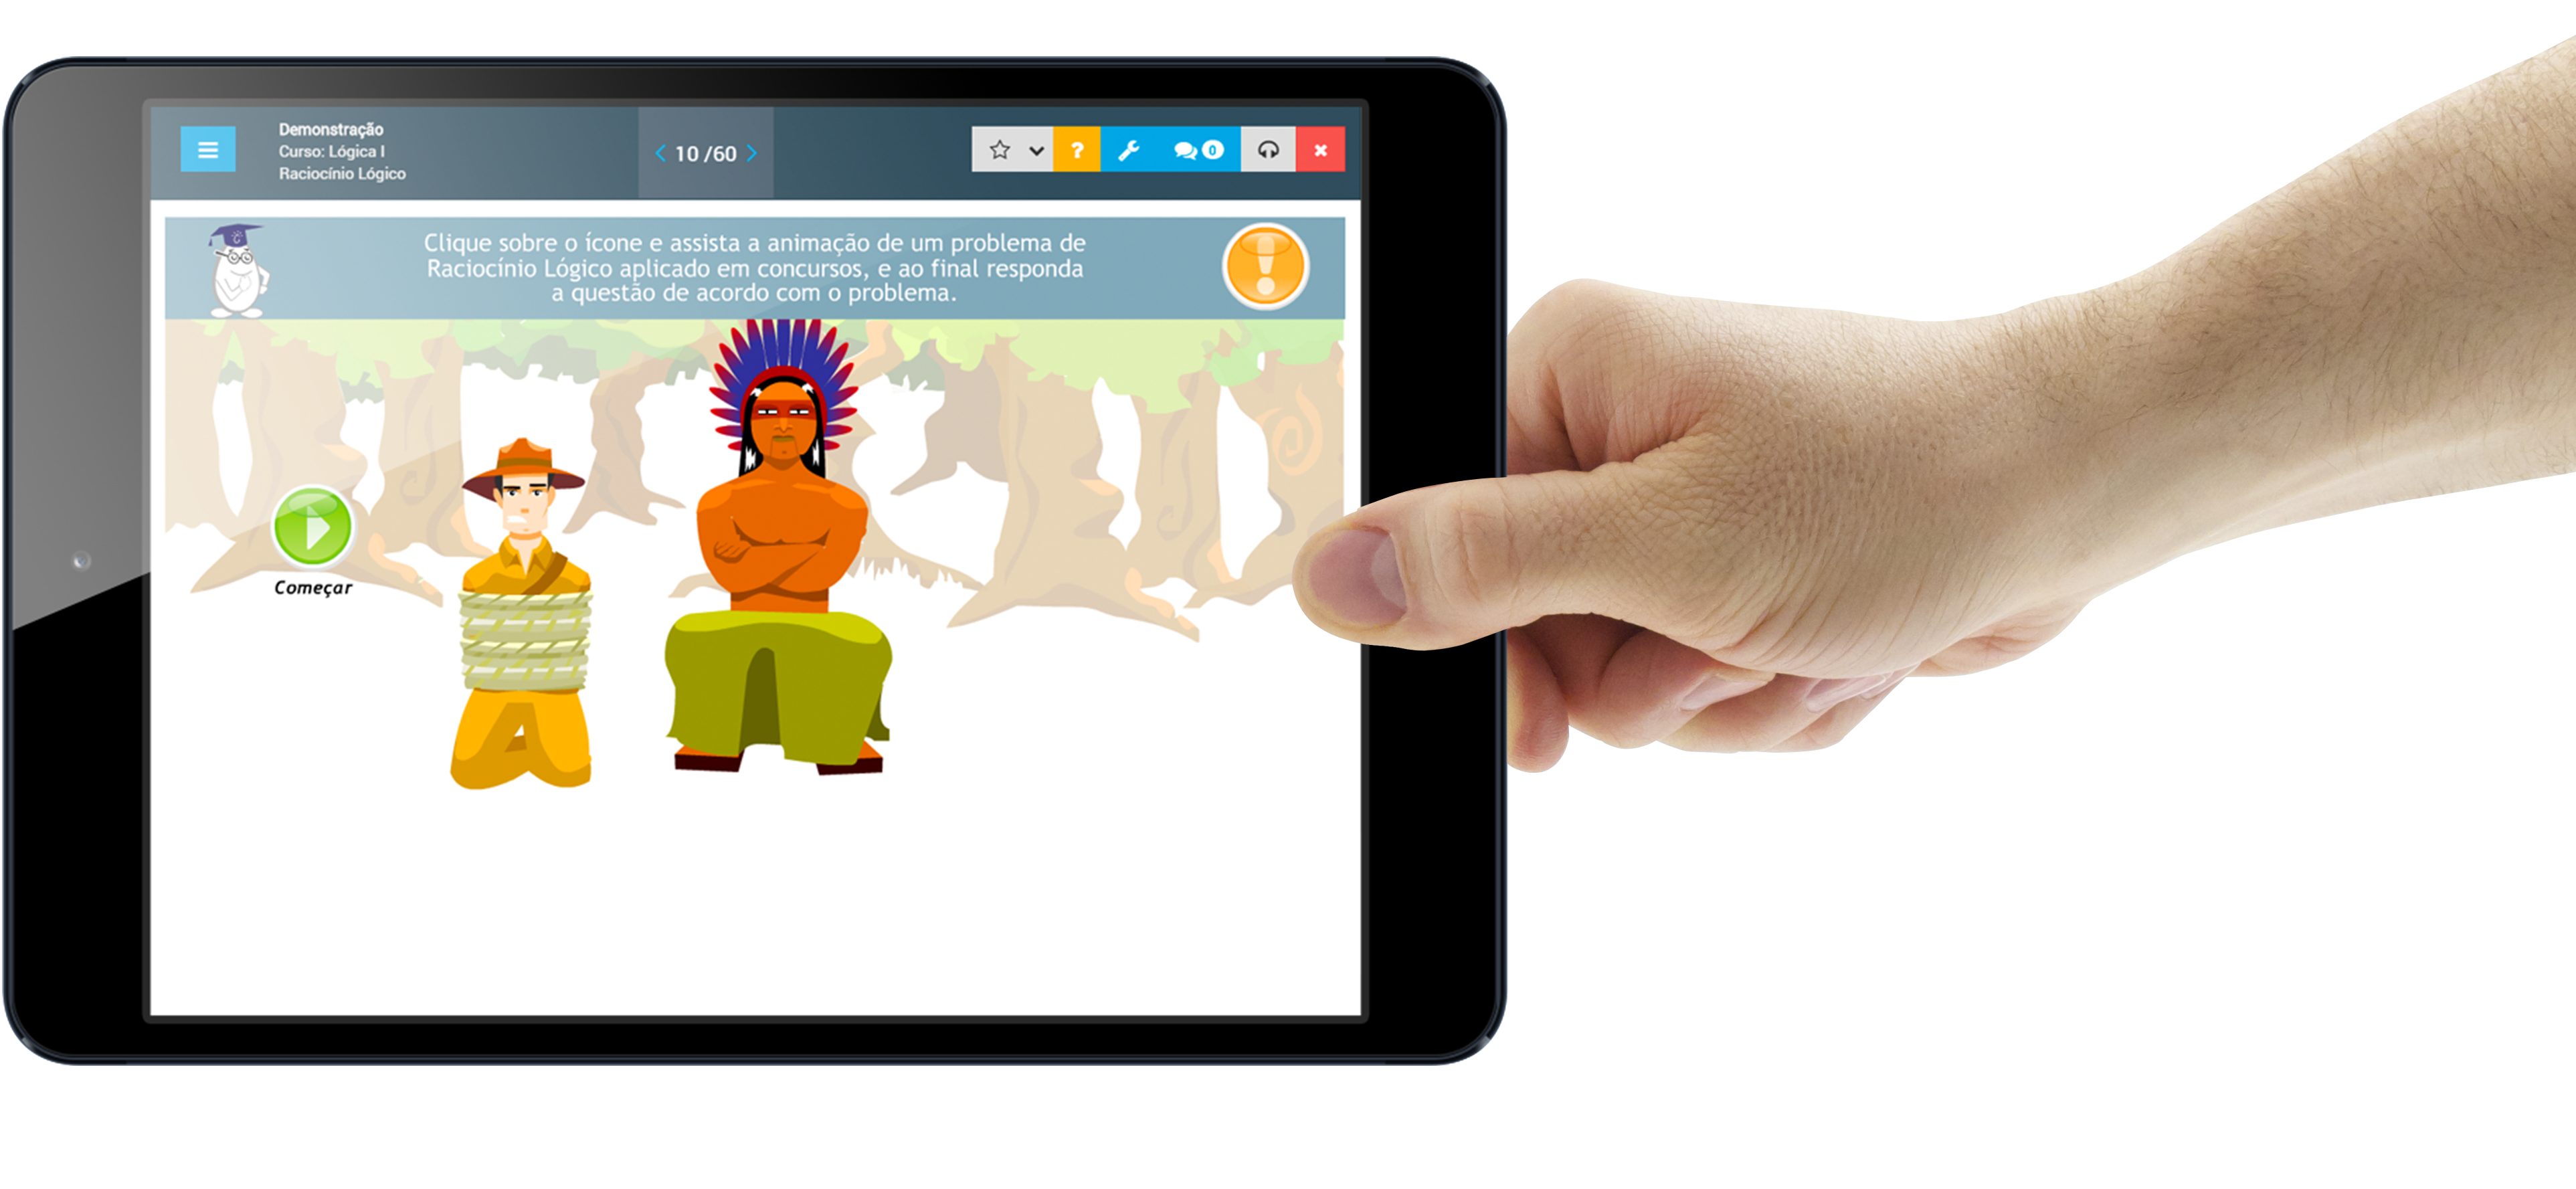 Demonstração
Curso: Lógica I
Raciocínio Lógico
10 /60
?
0
Clique sobre o ícone e assista a animação de um problema de
Raciocínio Lógico aplicado em concursos, e ao final responda
a questão de acordo com o problema.
Começar